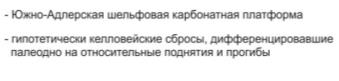 - Южно-Адлерская шельфовая карбонатная платформа
- гипотетически келловейские сбросы, дифференцировавшие
палеодно на относительные поднятия и прогибы